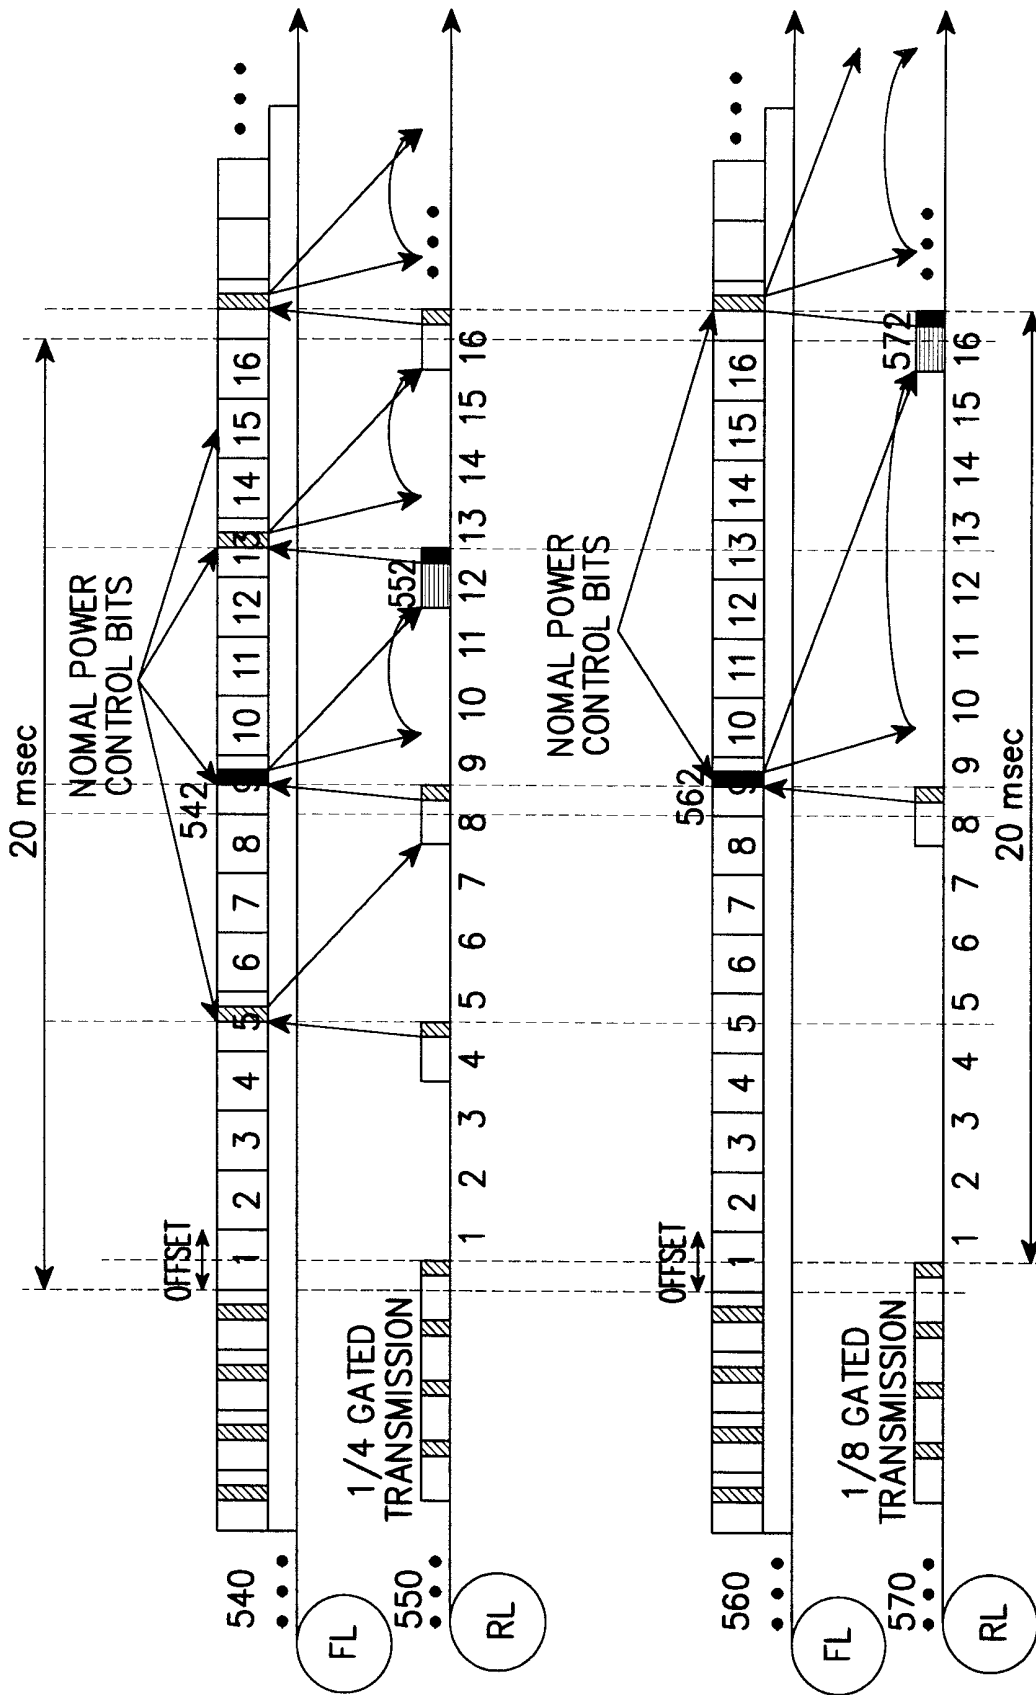 20 msec
NOMAL POWER
CONTROL BITS
OFFSET
542
540
1 2 3 4 5 6 7 8 9 10 11 12 13 14 15 16
FL
1/4 GATED
TRANSMISSION
552
550
1 2 3 4 5 6 7 8 9 10 11 12 13 14 15 16
RL
NOMAL POWER
CONTROL BITS
OFFSET
562
560
1 2 3 4 5 6 7 8 9 10 11 12 13 14 15 16
FL
1/8 GATED
TRANSMISSION
572
570
1 2 3 4 5 6 7 8 9 10 11 12 13 14 15 16
RL
20 msec